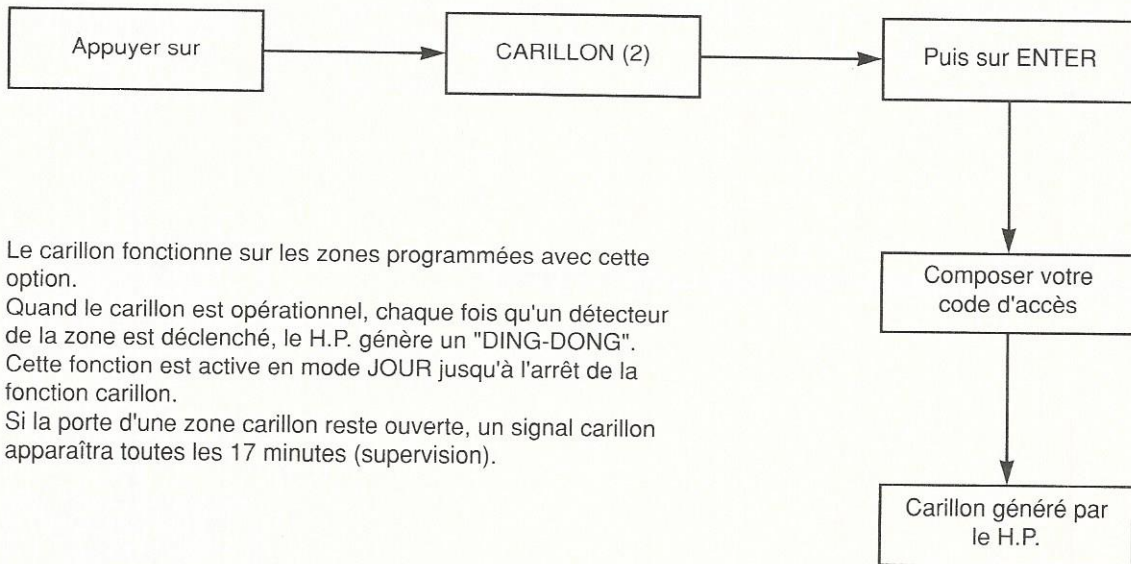 Appuyer sur
CARILLON (2)
Puis sur ENTER
Le carillon fonctionne sur les zones programmées avec cette
option.
Quand le carillon est opérationnel, chaque fois qu'un détecteur
de la zone est déclenché, le H.P. génère un "DING-DONG".
Cette fonction est active en mode JOUR jusqu'à l'arrêt de la
fonction carillon.
Si la porte d'une zone carillon reste ouverte, un signal carillon
apparaîtra toutes les 17 minutes (supervision).
Composer votre
code d'accès
Carillon généré par
le H.P.